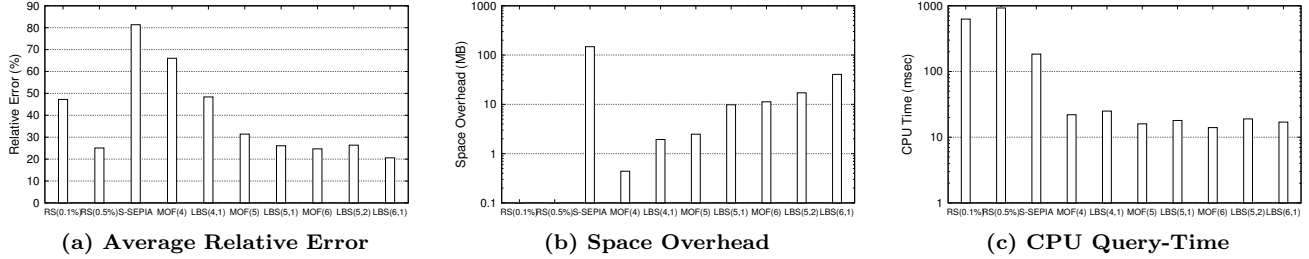 90
80
70
60
50
40
30
20
10
0
Relative Error (%)
RS(0.1%) RS(0.5%) S-SEPIA MOF(4) LBS(4,1) MOF(5) LBS(5,1) MOF(6) LBS(5,2) LBS(6,1)
(a) Average Relative Error
1000
100
10
1
0.1
Space Overhead (MB)
RS(0.1%) RS(0.5%) S-SEPIA MOF(4) LBS(4,1) MOF(5) LBS(5,1) MOF(6) LBS(5,2) LBS(6,1)
(b) Space Overhead
1000
100
10
1
CPU Time (msec)
RS(0.1%) RS(0.5%) S-SEPIA MOF(4) LBS(4,1) MOF(5) LBS(5,1) MOF(6) LBS(5,2) LBS(6,1)
(c) CPU Query-Time